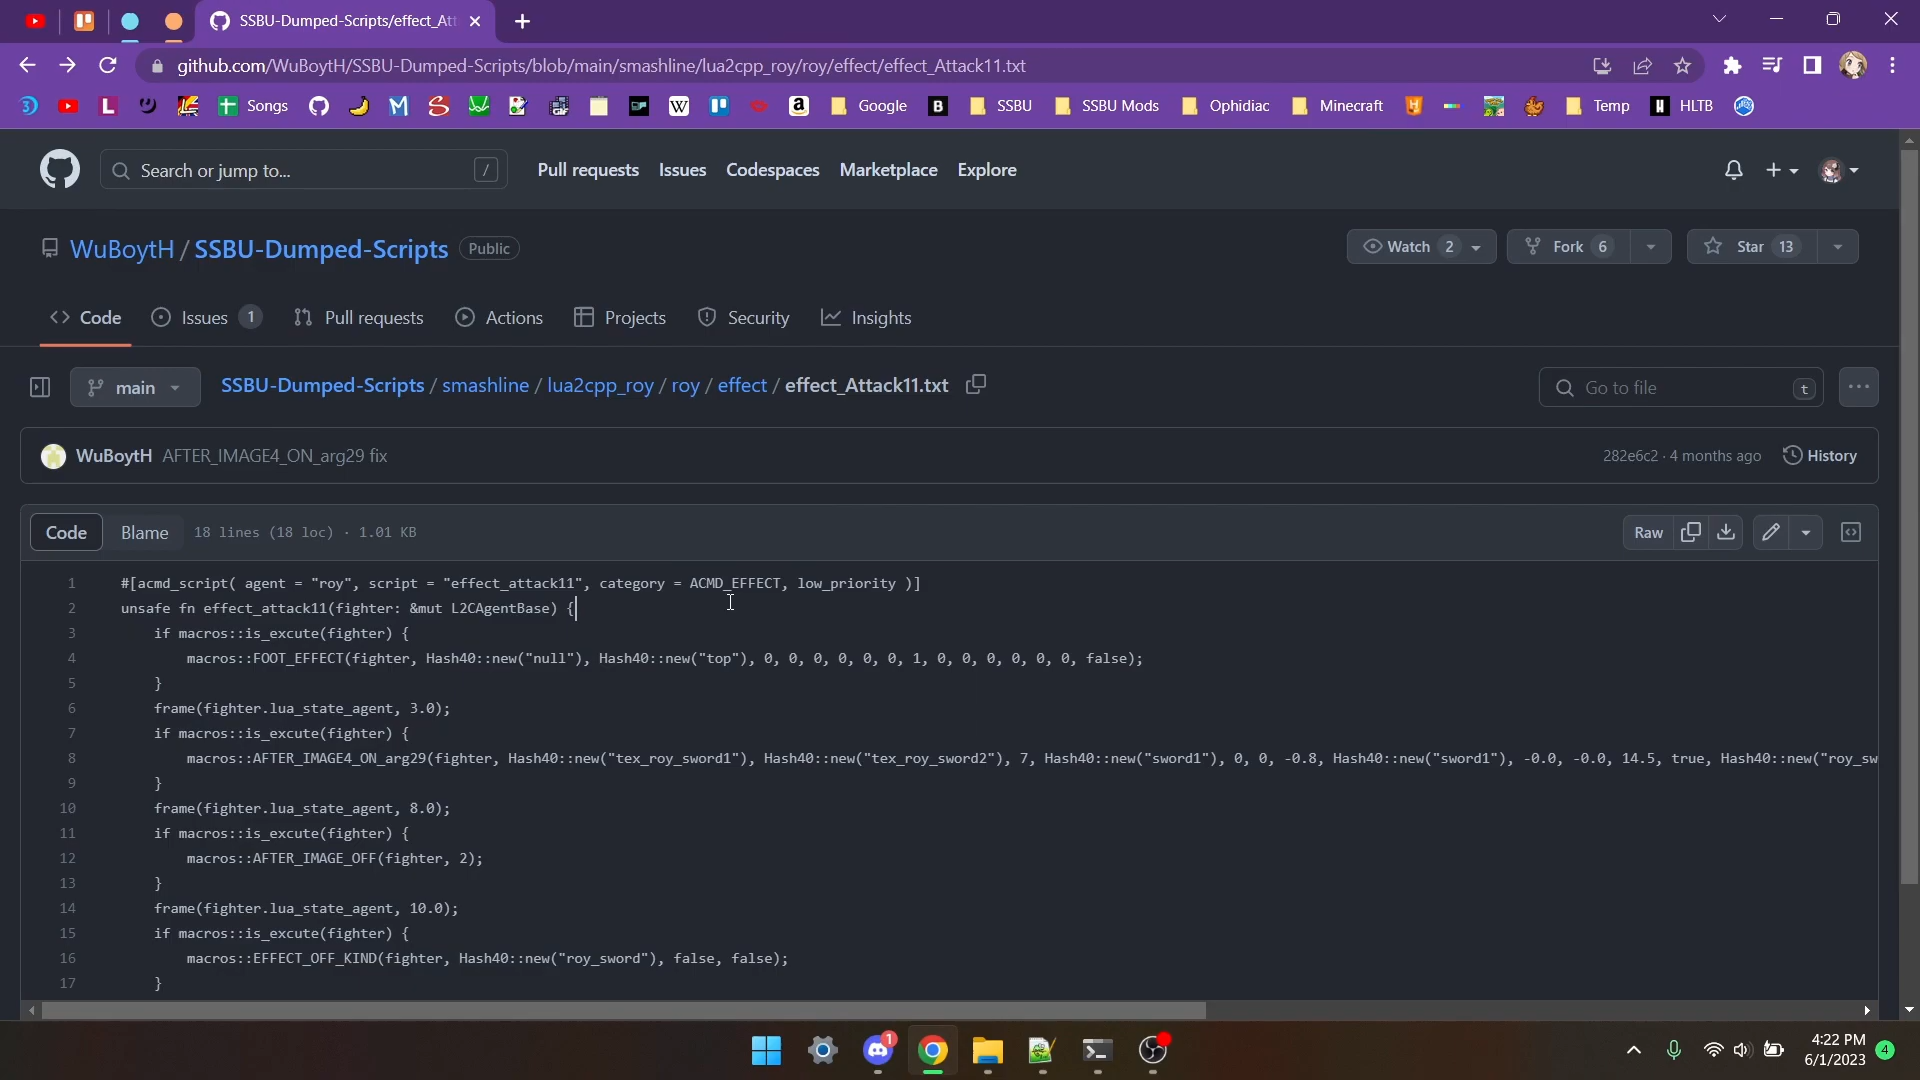 SSBU-Dumped-Scripts/effect_Att
github.com/WuBoytH/SSBU-Dumped-Scripts/blob/main/smashline/lua2cpp_roy/roy/effect/effect_Attack11.txt
Songs Google SSBU SSBU Mods Ophidiac Minecraft Temp HLTB
Search or jump to... / Pull requests Issues Codespaces Marketplace Explore
WuBoytH / SSBU-Dumped-Scripts Public Watch 2 Fork 6 Star 13
Code Issues 1 Pull requests Actions Projects Security Insights
main SSBU-Dumped-Scripts / smashline / lua2cpp_roy / roy / effect / effect_Attack11.txt Go to file t
WuBoytH AFTER_IMAGE4_ON_arg29 fix 282e6c2 · 4 months ago History
Code Blame 18 lines (18 loc) · 1.01 KB Raw
1 #[acmd_script( agent = "roy", script = "effect_attack11", category = ACMD_EFFECT, low_priority )]
2 unsafe fn effect_attack11(fighter: &mut L2CAgentBase) {
3 if macros::is_excute(fighter) {
4 macros::FOOT_EFFECT(fighter, Hash40::new("null"), Hash40::new("top"), 0, 0, 0, 0, 0, 0, 1, 0, 0, 0, 0, 0, 0, false);
5 }
6 frame(fighter.lua_state_agent, 3.0);
7 if macros::is_excute(fighter) {
8 macros::AFTER_IMAGE4_ON_arg29(fighter, Hash40::new("tex_roy_sword1"), Hash40::new("tex_roy_sword2"), 7, Hash40::new("sword1"), 0, 0, -0.8, Hash40::new("sword1"), -0.0, -0.0, 14.5, true, Hash40::new("roy_sw
9 }
10 frame(fighter.lua_state_agent, 8.0);
11 if macros::is_excute(fighter) {
12 macros::AFTER_IMAGE_OFF(fighter, 2);
13 }
14 frame(fighter.lua_state_agent, 10.0);
15 if macros::is_excute(fighter) {
16 macros::EFFECT_OFF_KIND(fighter, Hash40::new("roy_sword"), false, false);
17 }
4:22 PM
6/1/2023 4